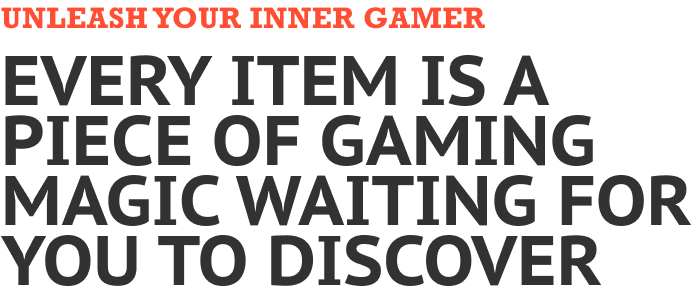 UNLEASH YOUR INNER GAMER
EVERY ITEM IS A
PIECE OF GAMING
MAGIC WAITING FOR
YOU TO DISCOVER